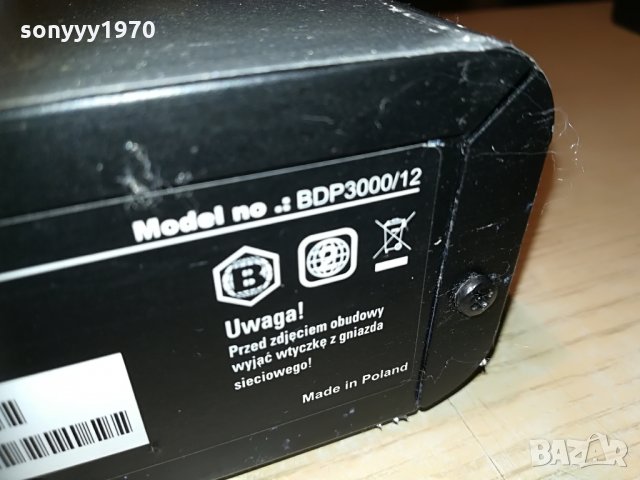 sonyyy1970
Model no .: BDP3000/12
B
Uwaga!
Przed zdjęciem obudowy
wyjąć wtyczkę z gniazda
sieciowego!
Made in Poland
BAZAR